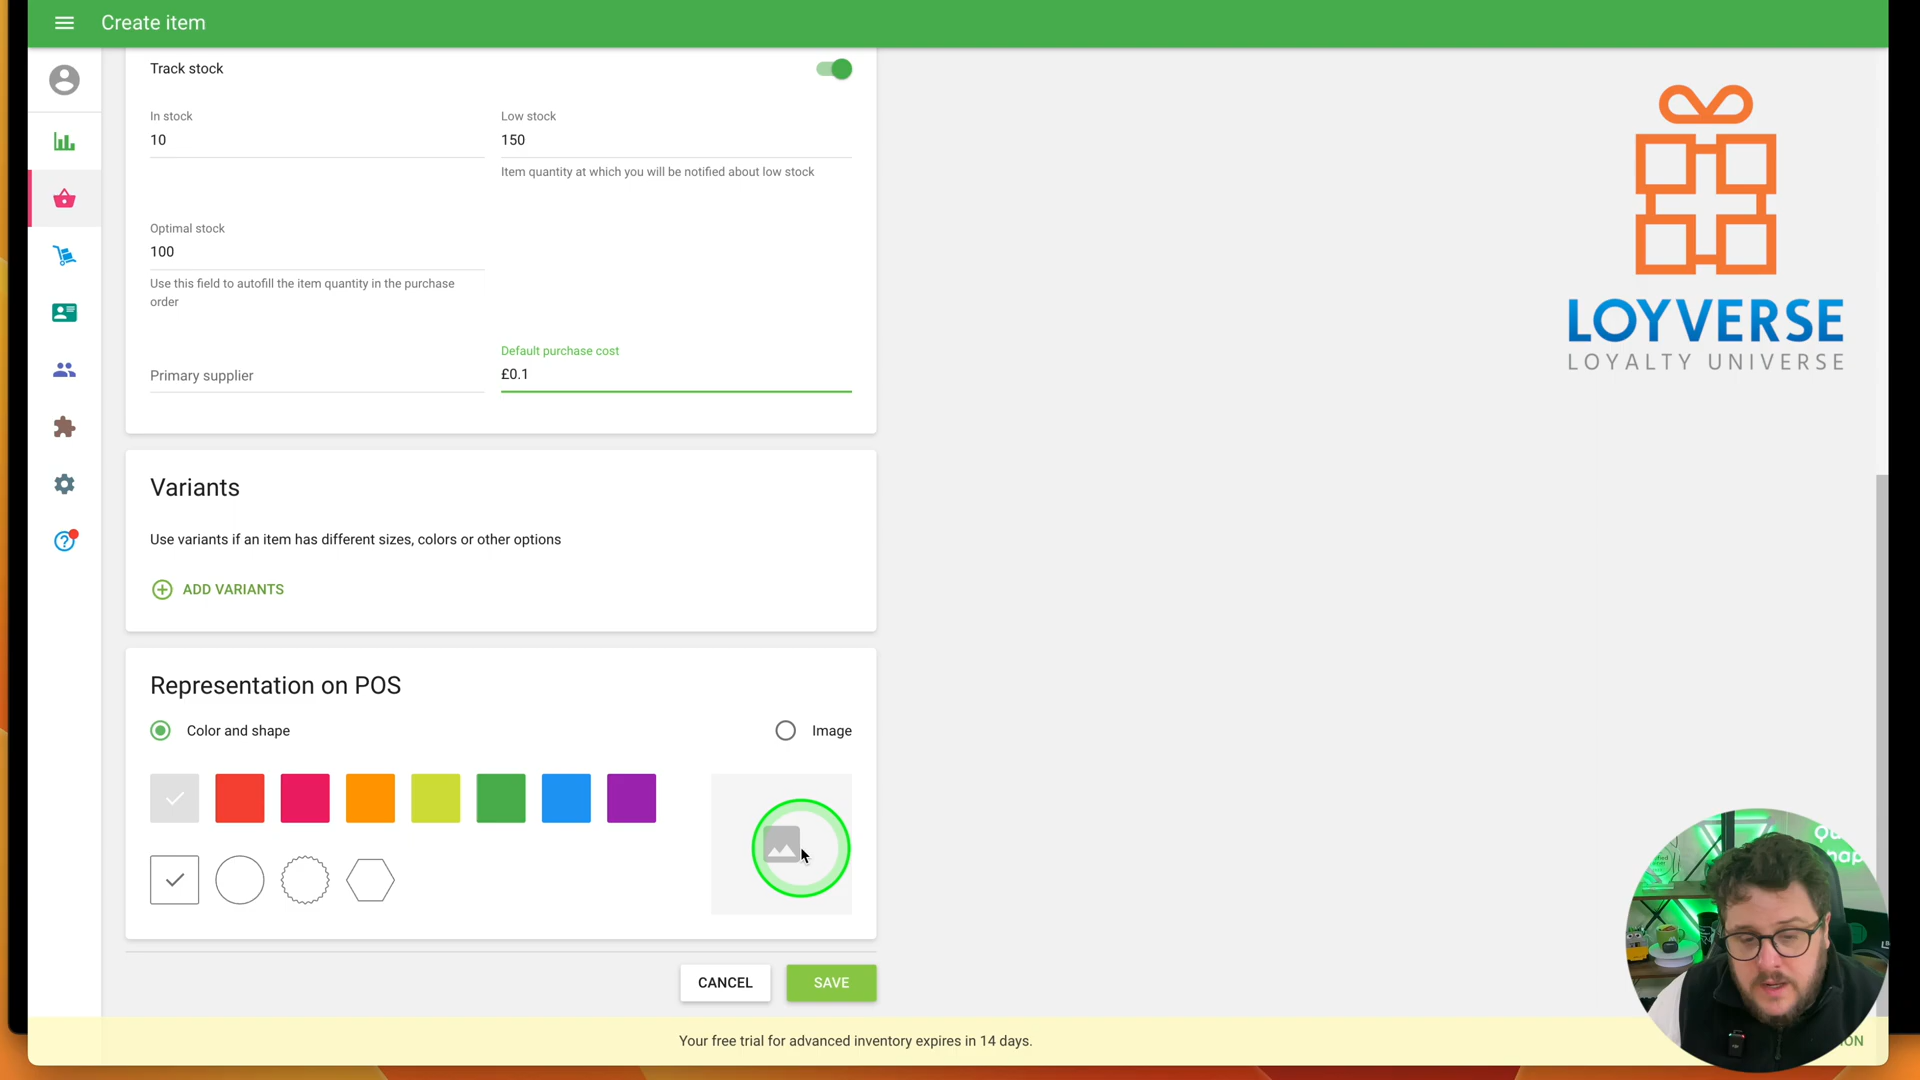 Create item
Track stock
In stock
10
Low stock
150
Item quantity at which you will be notified about low stock
Optimal stock
100
Use this field to autofill the item quantity in the purchase
order
Primary supplier
Default purchase cost
£0.1
Variants
Use variants if an item has different sizes, colors or other options
ADD VARIANTS
Representation on POS
Color and shape
Image
CANCEL
SAVE
Your free trial for advanced inventory expires in 14 days.
LOYVERSE
LOYALTY UNIVERSE